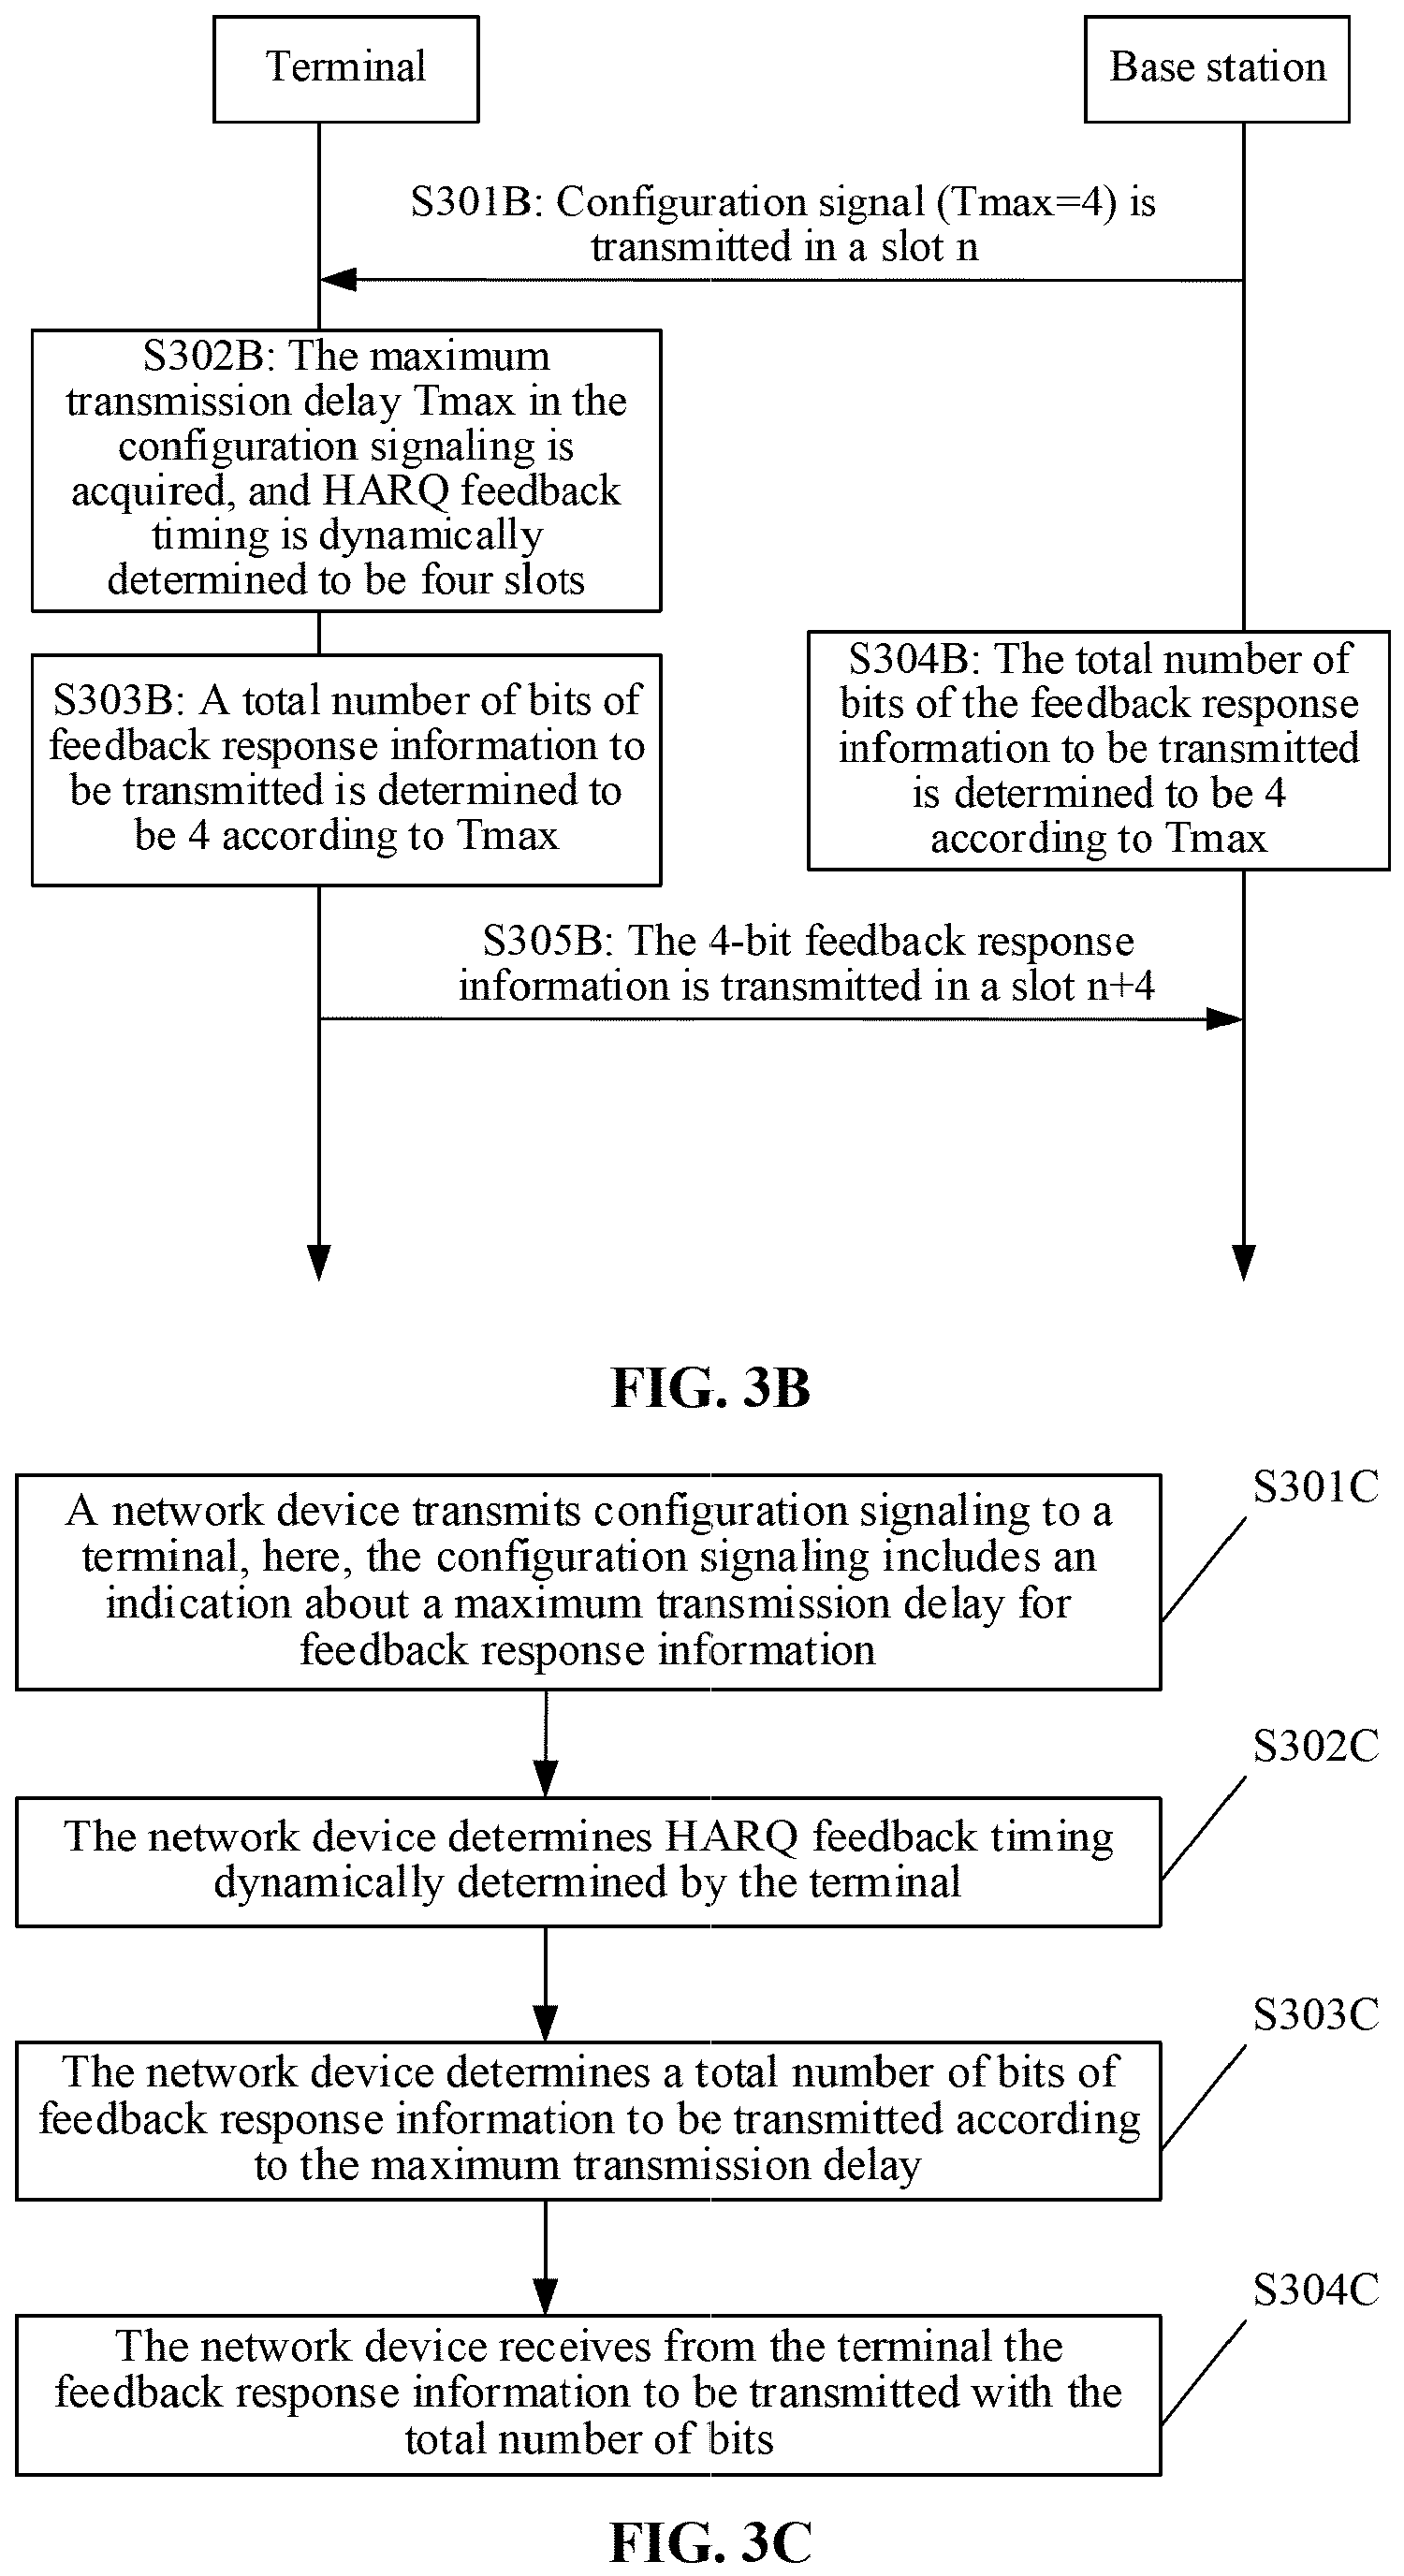 Terminal
Base station
S301B: Configuration signal (Tmax=4) is
transmitted in a slot n
S302B: The maximum
transmission delay Tmax in the
configuration signaling is
acquired, and HARQ feedback
timing is dynamically
determined to be four slots
S303B: A total number of bits of
feedback response information to
be transmitted is determined to
be 4 according to Tmax
S304B: The total number of
bits of the feedback response
information to be transmitted
is determined to be 4
according to Tmax
S305B: The 4-bit feedback response
information is transmitted in a slot n+4
FIG. 3B
S301C
A network device transmits configuration signaling to a
terminal, here, the configuration signaling includes an
indication about a maximum transmission delay for
feedback response information
S302C
The network device determines HARQ feedback timing
dynamically determined by the terminal
S303C
The network device determines a total number of bits of
feedback response information to be transmitted according
to the maximum transmission delay
S304C
The network device receives from the terminal the
feedback response information to be transmitted with the
total number of bits
FIG. 3C